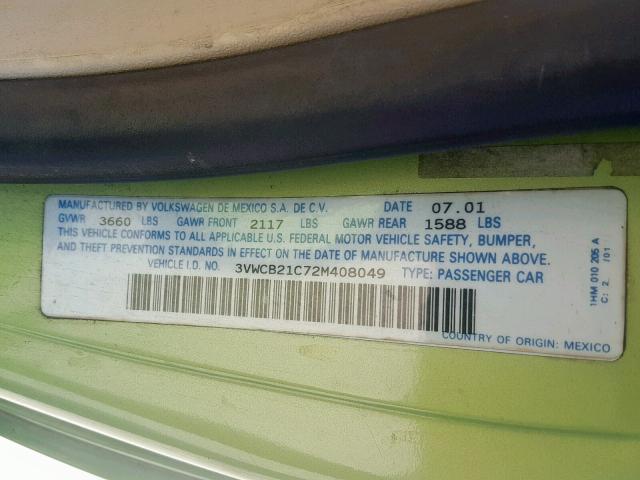 MANUFACTURED BY VOLKSWAGEN DE MEXICO S.A. DE C.V. DATE 07.01
GVWR 3660 LBS GAWR FRONT 2117 LBS GAWR REAR 1588 LBS
THIS VEHICLE CONFORMS TO ALL APPLICABLE U.S. FEDERAL MOTOR VEHICLE SAFETY, BUMPER,
AND THEFT PREVENTION STANDARDS IN EFFECT ON THE DATE OF MANUFACTURE SHOWN ABOVE.
VEHICLE I.D. NO. 3VWCB21C72M408049 TYPE: PASSENGER CAR
COUNTRY OF ORIGIN: MEXICO
1HM 010 205 A
C: 2. /01